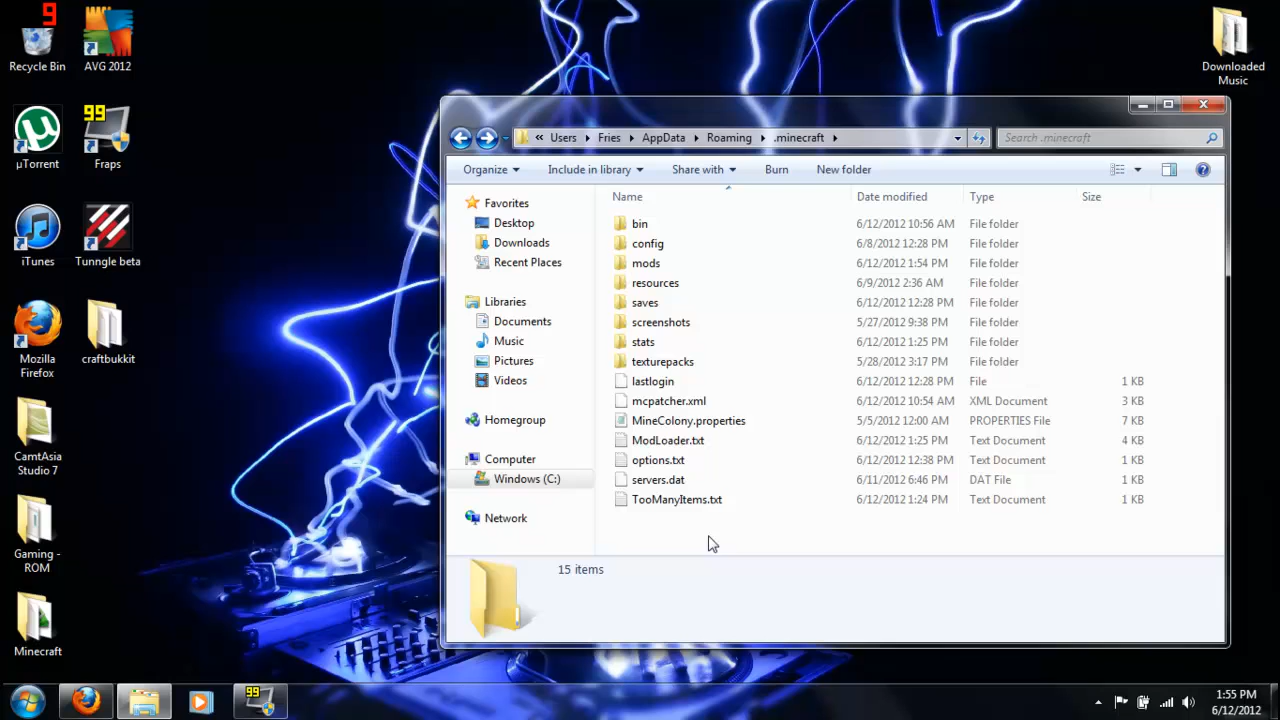 9
Recycle Bin
AVG 2012
µTorrent
99
Fraps
iTunes
Tunngle beta
Mozilla
Firefox
craftbukkit
CamtAsia
Studio 7
Gaming -
ROM
Minecraft
Downloaded
Music
« Users Fries AppData Roaming .minecraft
Search .minecraft
Organize Include in library Share with Burn New folder
Name Date modified Type Size
Favorites
Desktop
Downloads
Recent Places
Libraries
Documents
Music
Pictures
Videos
Homegroup
Computer
Windows (C:)
Network
bin 6/12/2012 10:56 AM File folder
config 6/8/2012 12:28 PM File folder
mods 6/12/2012 1:54 PM File folder
resources 6/9/2012 2:36 AM File folder
saves 6/12/2012 12:28 PM File folder
screenshots 5/27/2012 9:38 PM File folder
stats 6/12/2012 1:25 PM File folder
texturepacks 5/28/2012 3:17 PM File folder
lastlogin 6/12/2012 12:28 PM File 1 KB
mcpatcher.xml 6/12/2012 10:54 AM XML Document 3 KB
MineColony.properties 5/5/2012 12:00 AM PROPERTIES File 7 KB
ModLoader.txt 6/12/2012 1:25 PM Text Document 4 KB
options.txt 6/12/2012 12:38 PM Text Document 1 KB
servers.dat 6/11/2012 6:46 PM DAT File 1 KB
TooManyItems.txt 6/12/2012 1:24 PM Text Document 1 KB
15 items
99
1:55 PM
6/12/2012